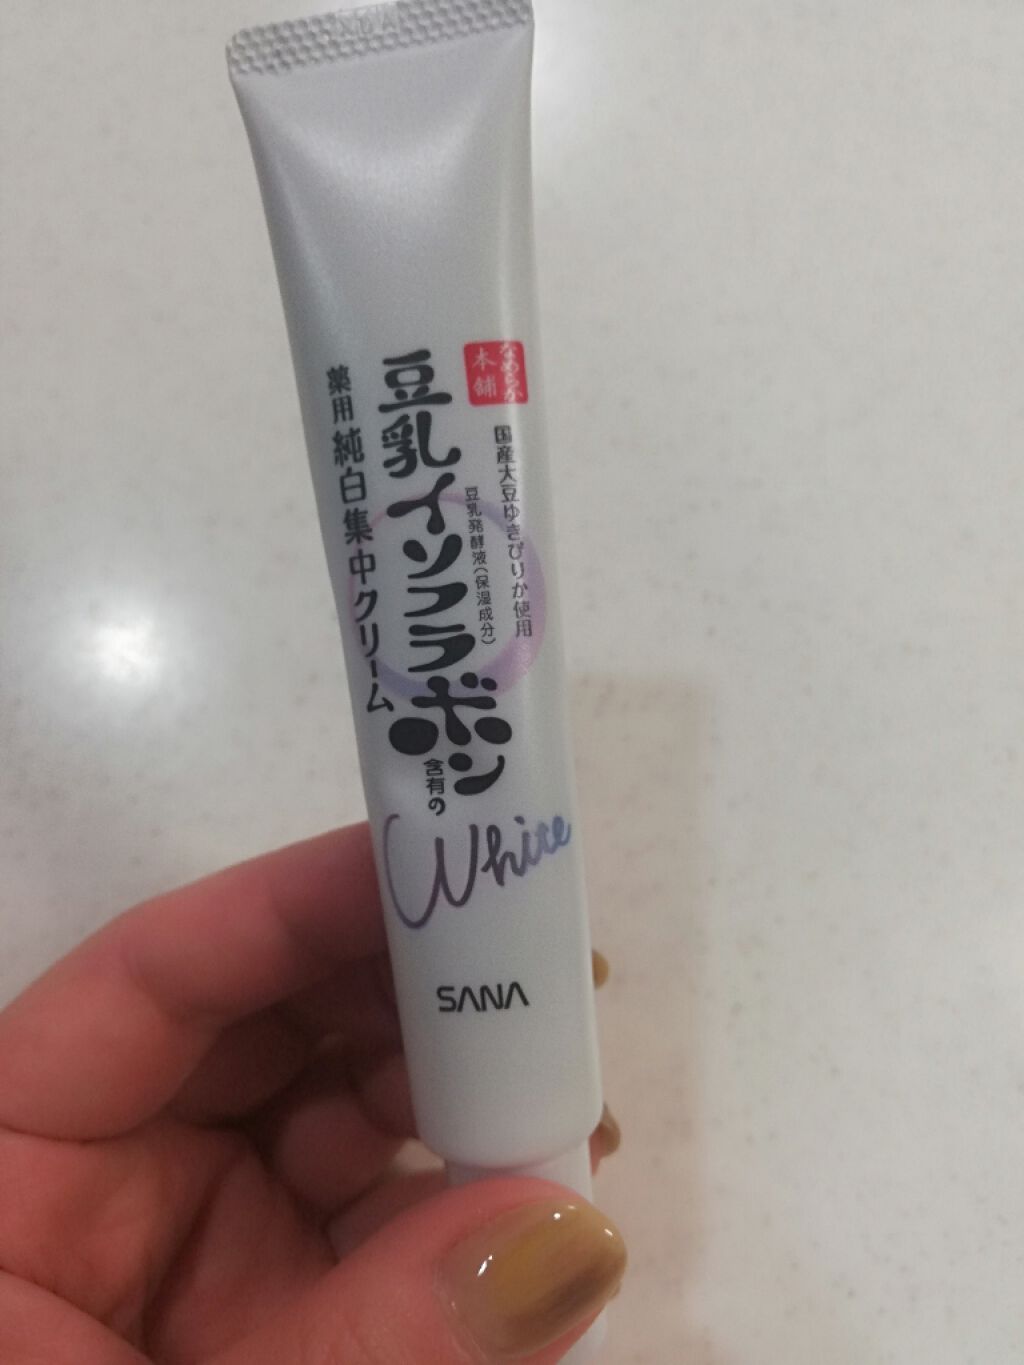 なめらか
本舗
国産大豆ゆきぴりか使用
豆乳発酵液(保湿成分)
豆乳イソフラボン
含有の
薬用純白集中クリーム
White
SANA